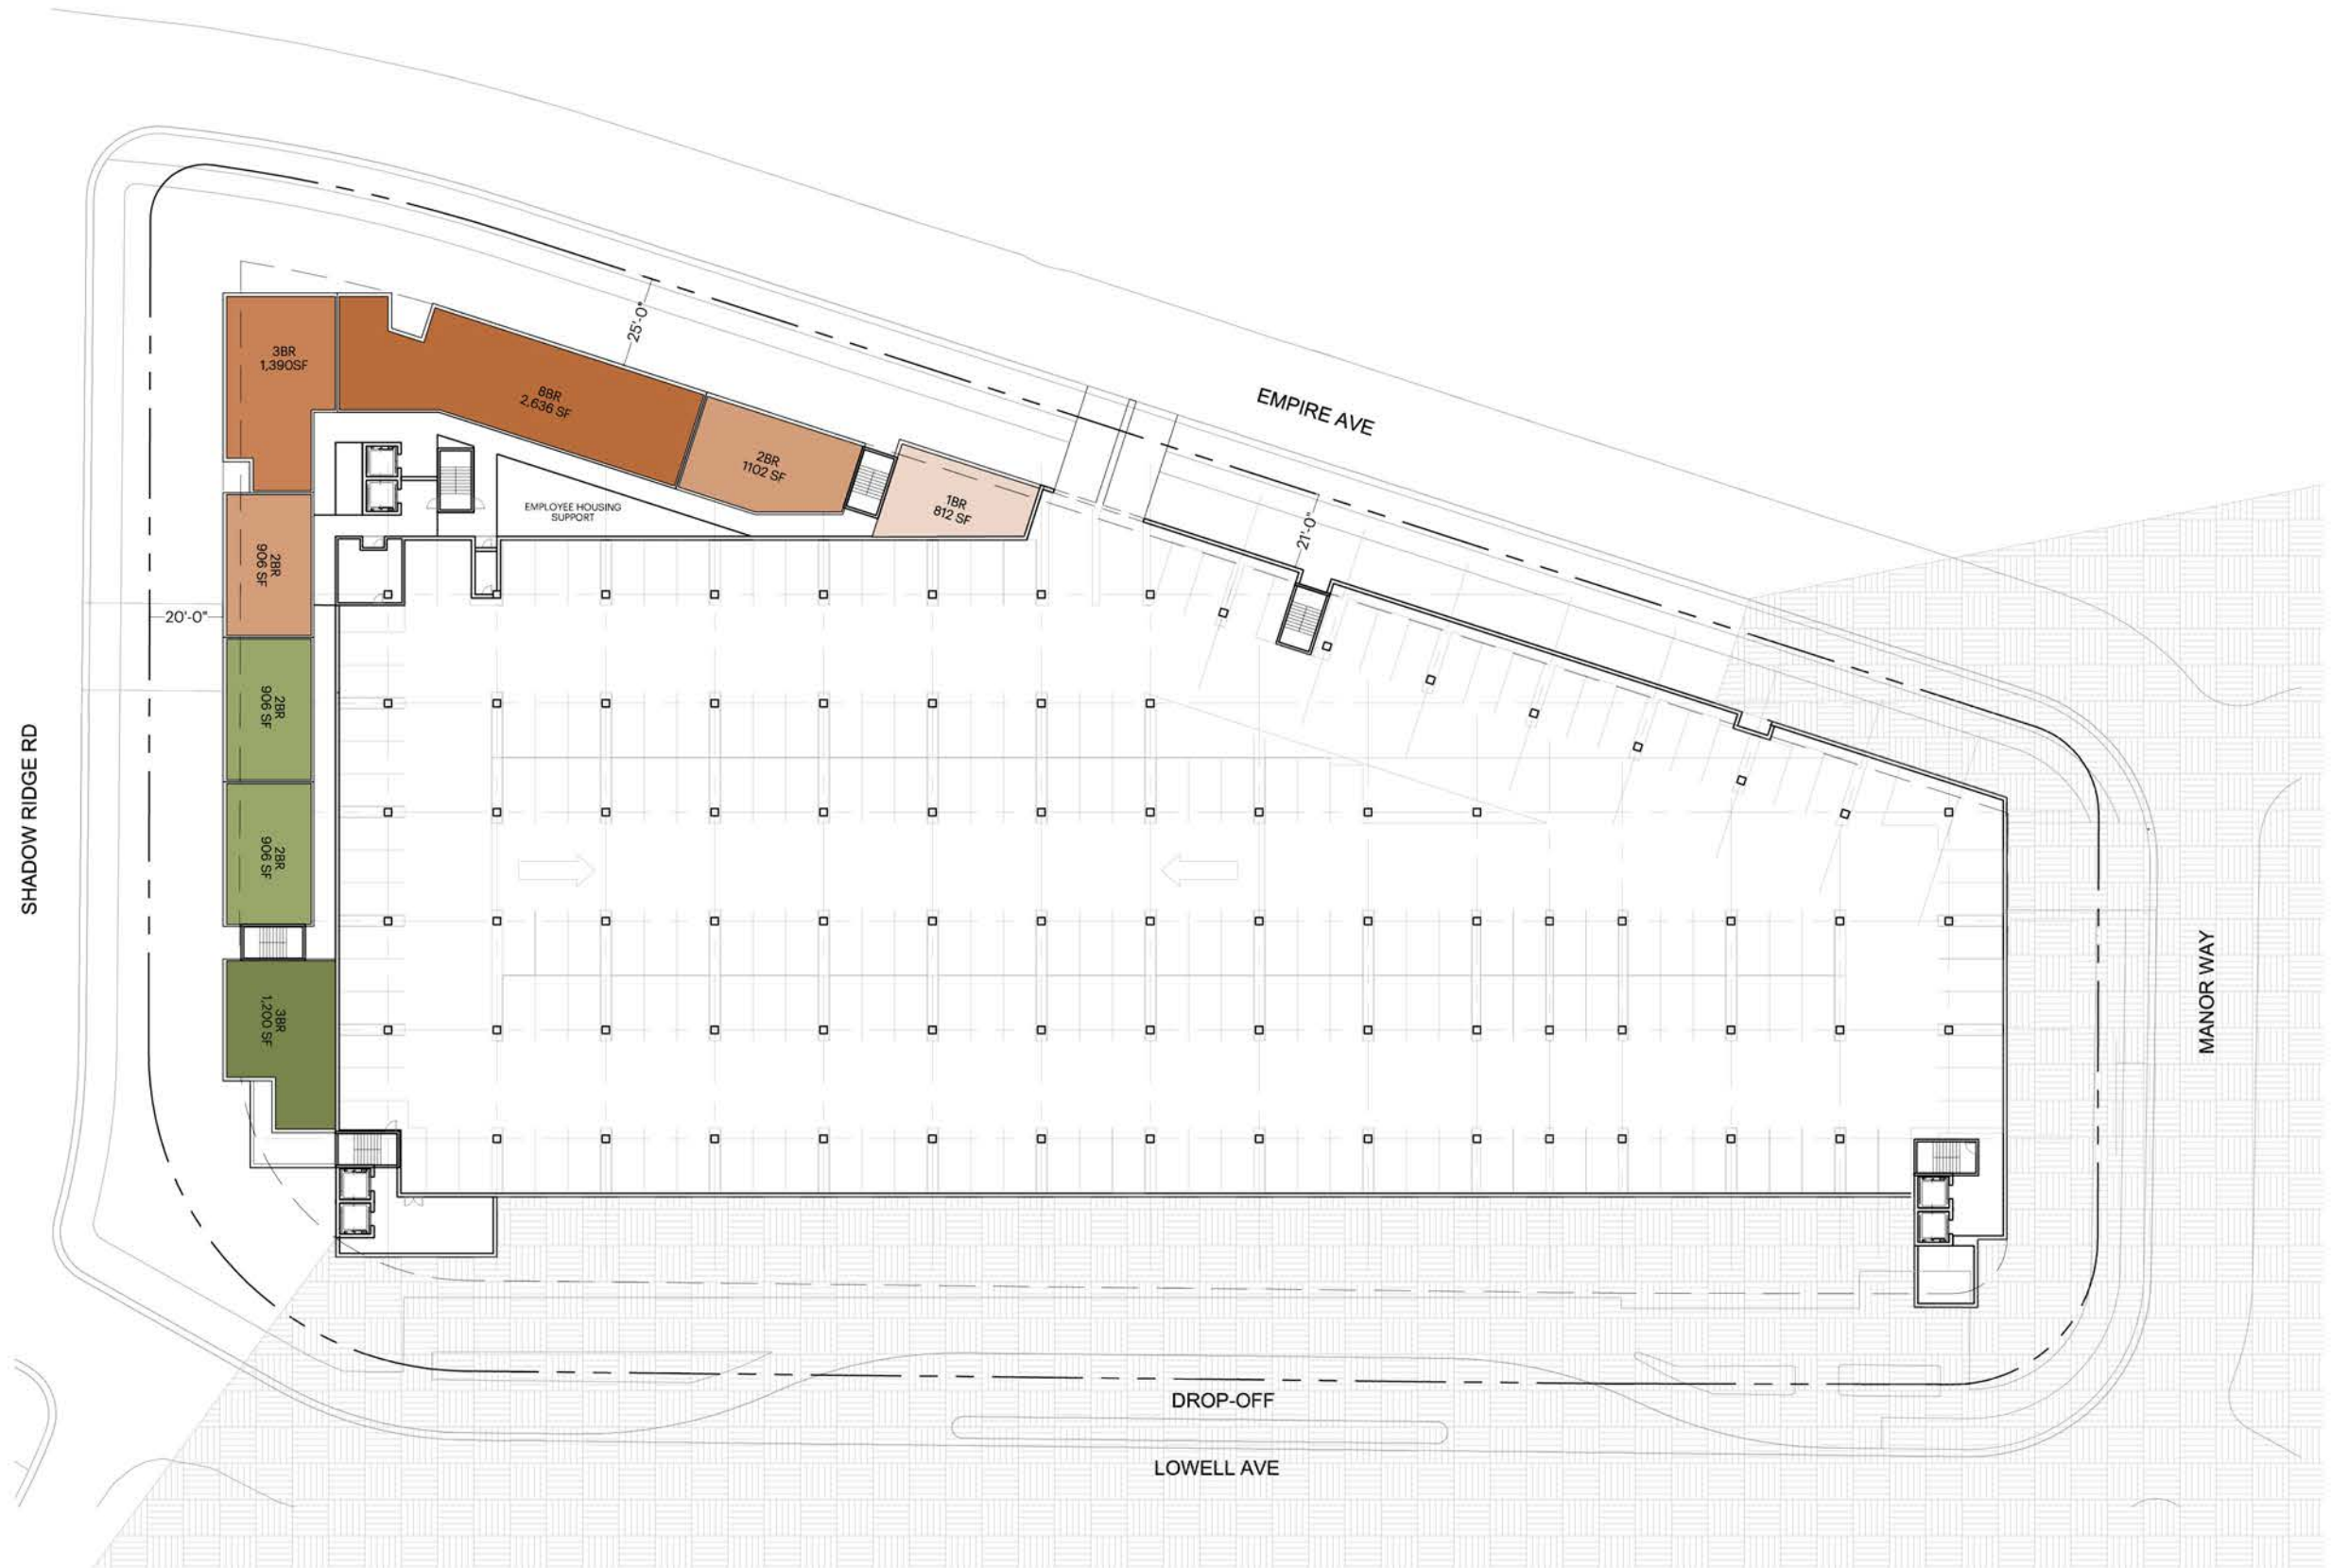 EMPIRE AVE
25'-0"
3BR
1,390SF
8BR
2,636 SF
2BR
1102 SF
1BR
812 SF
EMPLOYEE HOUSING
SUPPORT
21'-0"
2BR
906 SF
20'-0"
2BR
906 SF
2BR
906 SF
3BR
1,200 SF
SHADOW RIDGE RD
MANOR WAY
DROP-OFF
LOWELL AVE